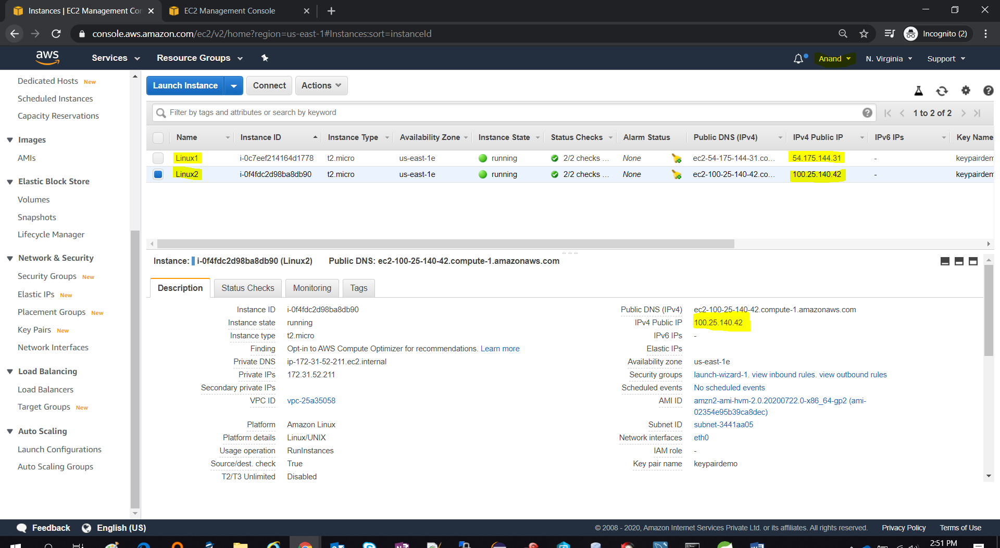 Instances | EC2 Management Con
EC2 Management Console
console.aws.amazon.com/ec2/v2/home?region=us-east-1#Instances:sort=instanceId
Incognito (2)
aws
Services
Resource Groups
Anand
N. Virginia
Support
Dedicated Hosts New
Scheduled Instances
Capacity Reservations
Images
AMIs
Elastic Block Store
Volumes
Snapshots
Lifecycle Manager
Network & Security
Security Groups New
Elastic IPs New
Placement Groups New
Key Pairs New
Network Interfaces
Load Balancing
Load Balancers
Target Groups New
Auto Scaling
Launch Configurations
Auto Scaling Groups
Launch Instance
Connect
Actions
Filter by tags and attributes or search by keyword
1 to 2 of 2
Name Instance ID Instance Type Availability Zone Instance State Status Checks Alarm Status Public DNS (IPv4) IPv4 Public IP IPv6 IPs Key Name
Linux1 i-0c7eef214164d1778 t2.micro us-east-1e running 2/2 checks ... None ec2-54-175-144-31.co... 54.175.144.31 - keypairdem
Linux2 i-0f4fdc2d98ba8db90 t2.micro us-east-1e running 2/2 checks ... None ec2-100-25-140-42.co... 100.25.140.42 - keypairdem
Instance: i-0f4fdc2d98ba8db90 (Linux2) Public DNS: ec2-100-25-140-42.compute-1.amazonaws.com
Description Status Checks Monitoring Tags
Instance ID i-0f4fdc2d98ba8db90
Instance state running
Instance type t2.micro
Finding Opt-in to AWS Compute Optimizer for recommendations. Learn more
Private DNS ip-172-31-52-211.ec2.internal
Private IPs 172.31.52.211
Secondary private IPs
VPC ID vpc-25a35058
Platform Amazon Linux
Platform details Linux/UNIX
Usage operation RunInstances
Source/dest. check True
T2/T3 Unlimited Disabled
Public DNS (IPv4) ec2-100-25-140-42.compute-1.amazonaws.com
IPv4 Public IP 100.25.140.42
IPv6 IPs -
Elastic IPs
Availability zone us-east-1e
Security groups launch-wizard-1. view inbound rules. view outbound rules
Scheduled events No scheduled events
AMI ID amzn2-ami-hvm-2.0.20200722.0-x86_64-gp2 (ami-
02354e95b39ca8dec)
Subnet ID subnet-3441aa05
Network interfaces eth0
IAM role -
Key pair name keypairdemo
Feedback
English (US)
© 2008 - 2020, Amazon Internet Services Private Ltd. or its affiliates. All rights reserved.
Privacy Policy
Terms of Use
2:51 PM